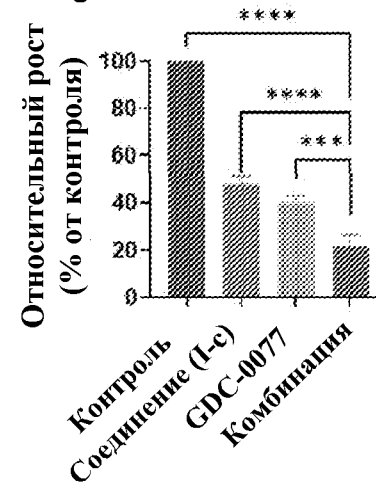 ****
****
***
Относительный рост
(% от контроля)
100
80
60
40
20
0
Контроль
Соединение (I-c)
GDC-0077
Комбинация